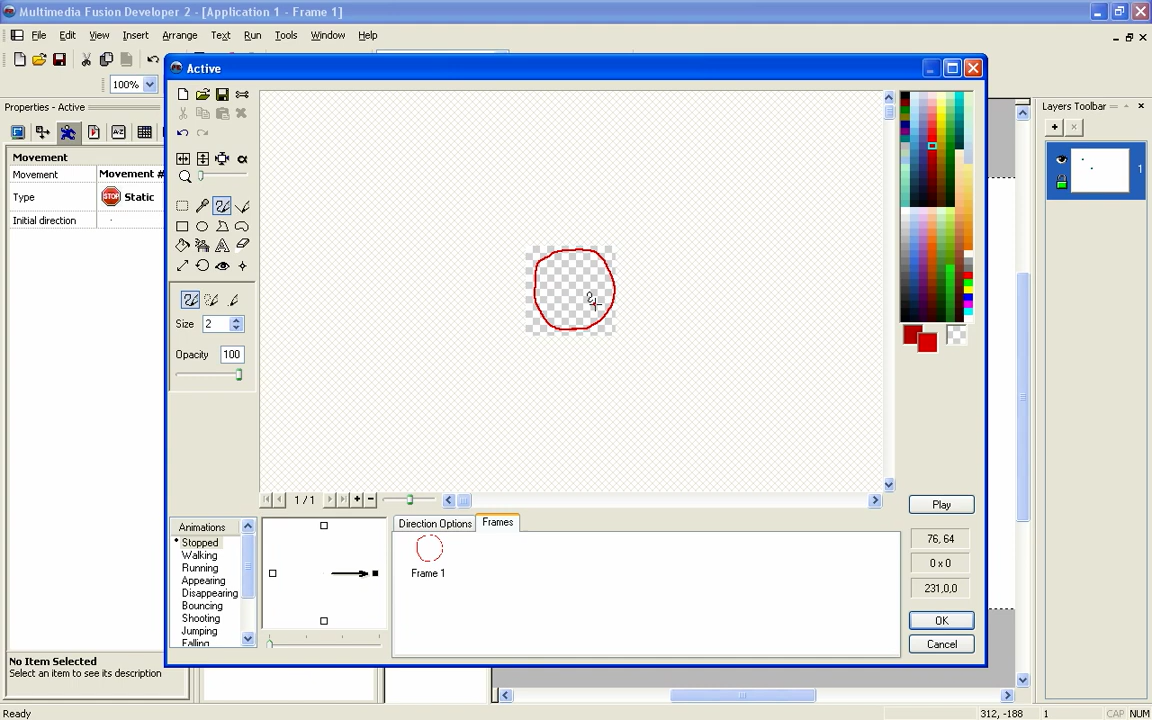 Multimedia Fusion Developer 2 - [Application 1 - Frame 1]
File Edit View Insert Arrange Text Run Tools Window Help
100%
Properties - Active
Movement
Movement Movement #
Type STOP Static
Initial direction
No Item Selected
Select an item to see its description
Active
Size 2
Opacity 100
1 / 1
Animations
Stopped
Walking
Running
Appearing
Disappearing
Bouncing
Shooting
Jumping
Falling
Direction Options Frames
Frame 1
Play
76, 64
0 x 0
231,0,0
OK
Cancel
Layers Toolbar
1
Ready 312, -188 1 CAP NUM